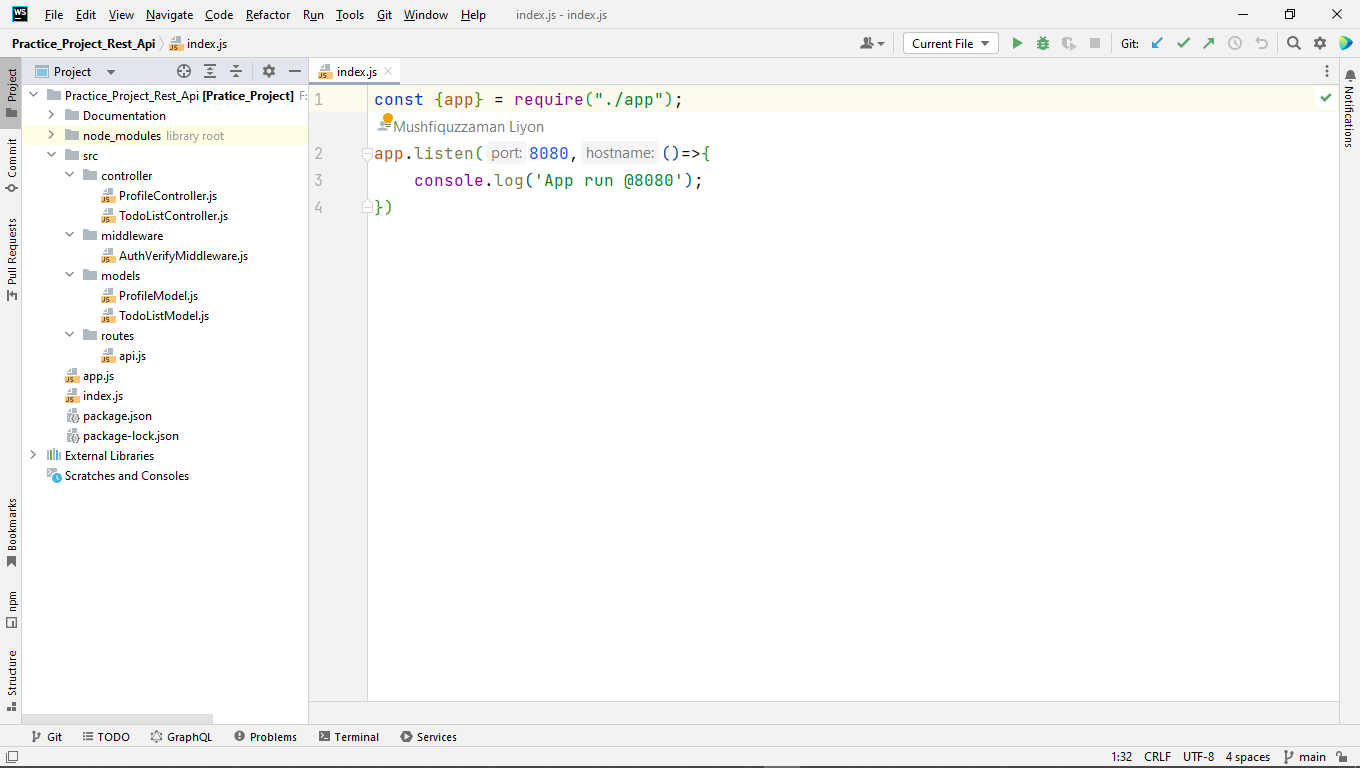 WS File Edit View Navigate Code Refactor Run Tools Git Window Help index.js - index.js
Practice_Project_Rest_Api index.js Current File Git:
Project
index.js
Project
Commit
Pull Requests
Bookmarks
npm
Structure
Notifications
Practice_Project_Rest_Api [Pratice_Project] F:
Documentation
node_modules library root
src
controller
ProfileController.js
TodoListController.js
middleware
AuthVerifyMiddleware.js
models
ProfileModel.js
TodoListModel.js
routes
api.js
app.js
index.js
package.json
package-lock.json
External Libraries
Scratches and Consoles
1 const {app} = require("./app");
Mushfiquzzaman Liyon
2 app.listen( port: 8080, hostname: ()=>{
3 console.log('App run @8080');
4 })
Git TODO GraphQL Problems Terminal Services
1:32 CRLF UTF-8 4 spaces main